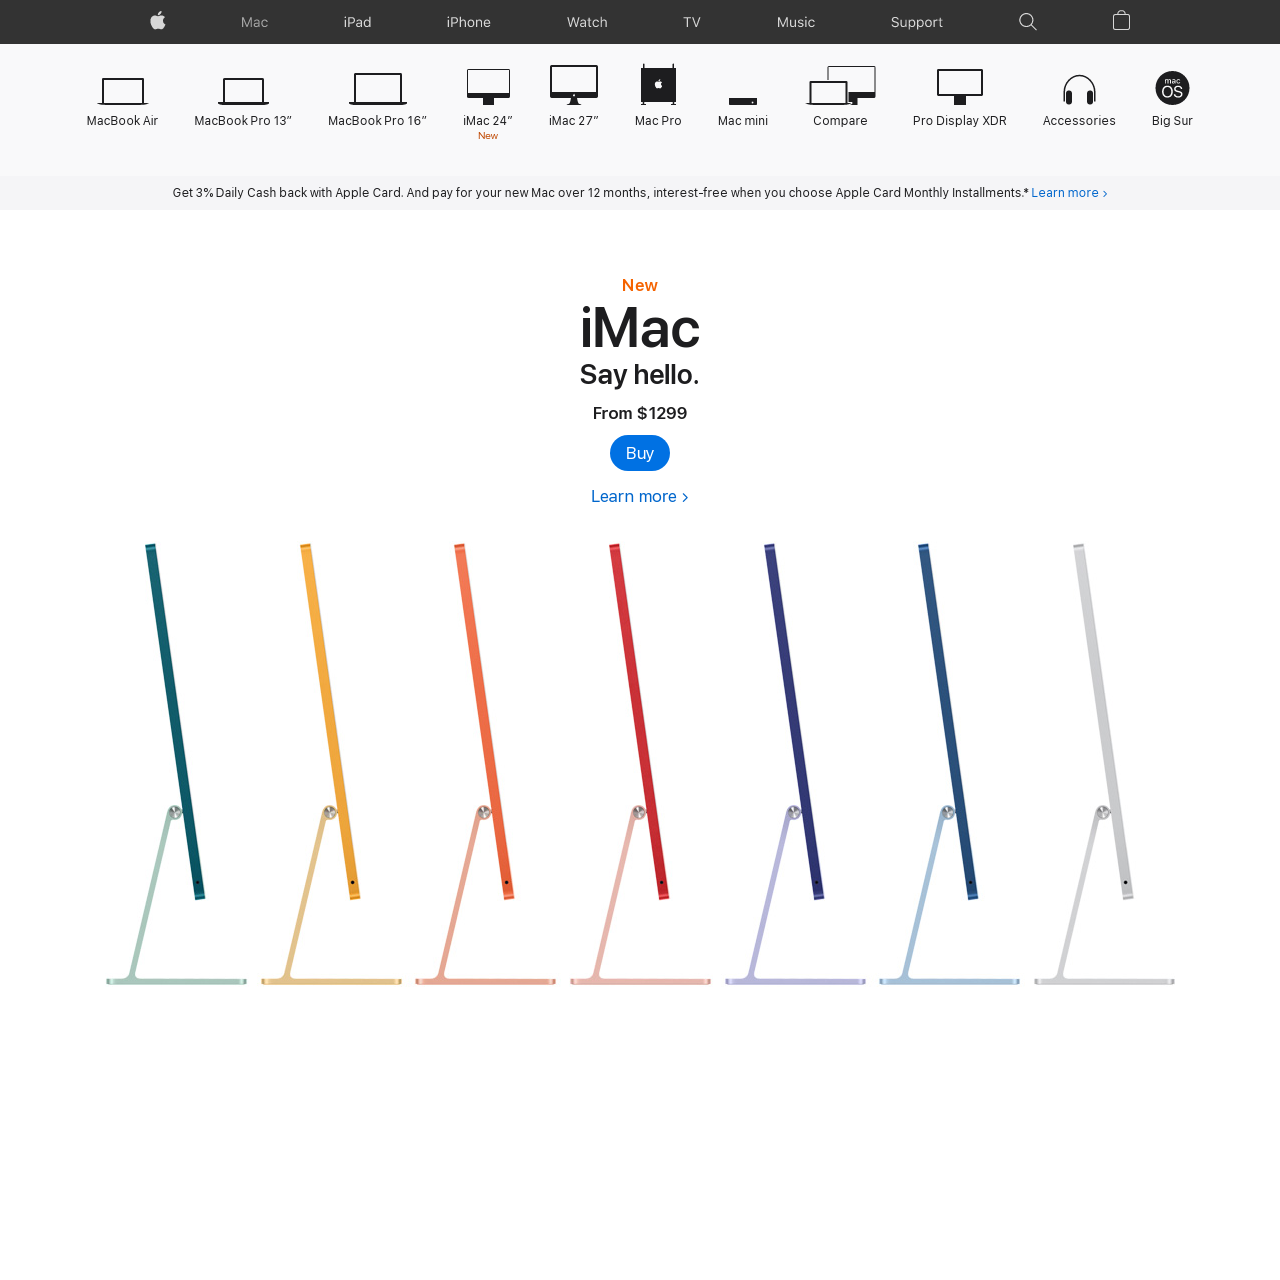 Mac iPad iPhone Watch TV Music Support
mac
OS
MacBook Air MacBook Pro 13” MacBook Pro 16” iMac 24” iMac 27” Mac Pro Mac mini Compare Pro Display XDR Accessories Big Sur
New
Get 3% Daily Cash back with Apple Card. And pay for your new Mac over 12 months, interest-free when you choose Apple Card Monthly Installments.* Learn more ›
New
iMac
Say hello.
From $1299
Buy
Learn more ›